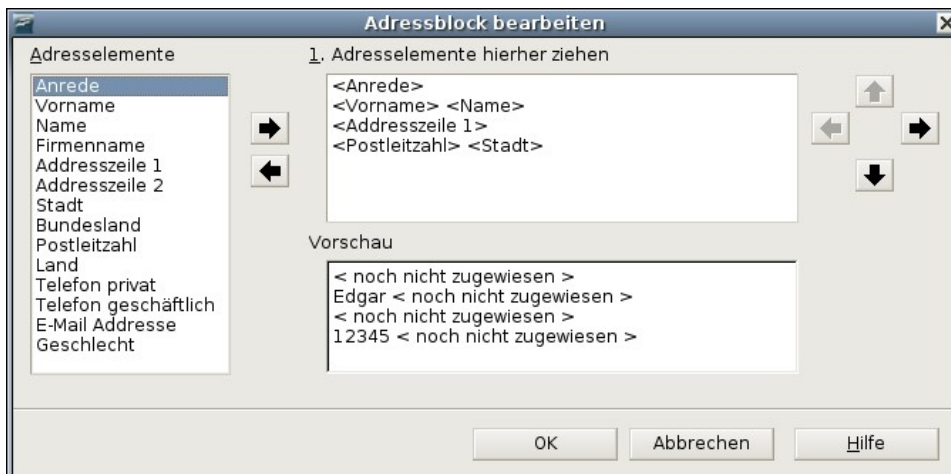 Adressblock bearbeiten
Adresselemente
Anrede
Vorname
Name
Firmenname
Addresszeile 1
Addresszeile 2
Stadt
Bundesland
Postleitzahl
Land
Telefon privat
Telefon geschäftlich
E-Mail Addresse
Geschlecht
1. Adresselemente hierher ziehen
<Anrede>
<Vorname> <Name>
<Addresszeile 1>
<Postleitzahl> <Stadt>
Vorschau
< noch nicht zugewiesen >
Edgar < noch nicht zugewiesen >
< noch nicht zugewiesen >
12345 < noch nicht zugewiesen >
OK Abbrechen Hilfe